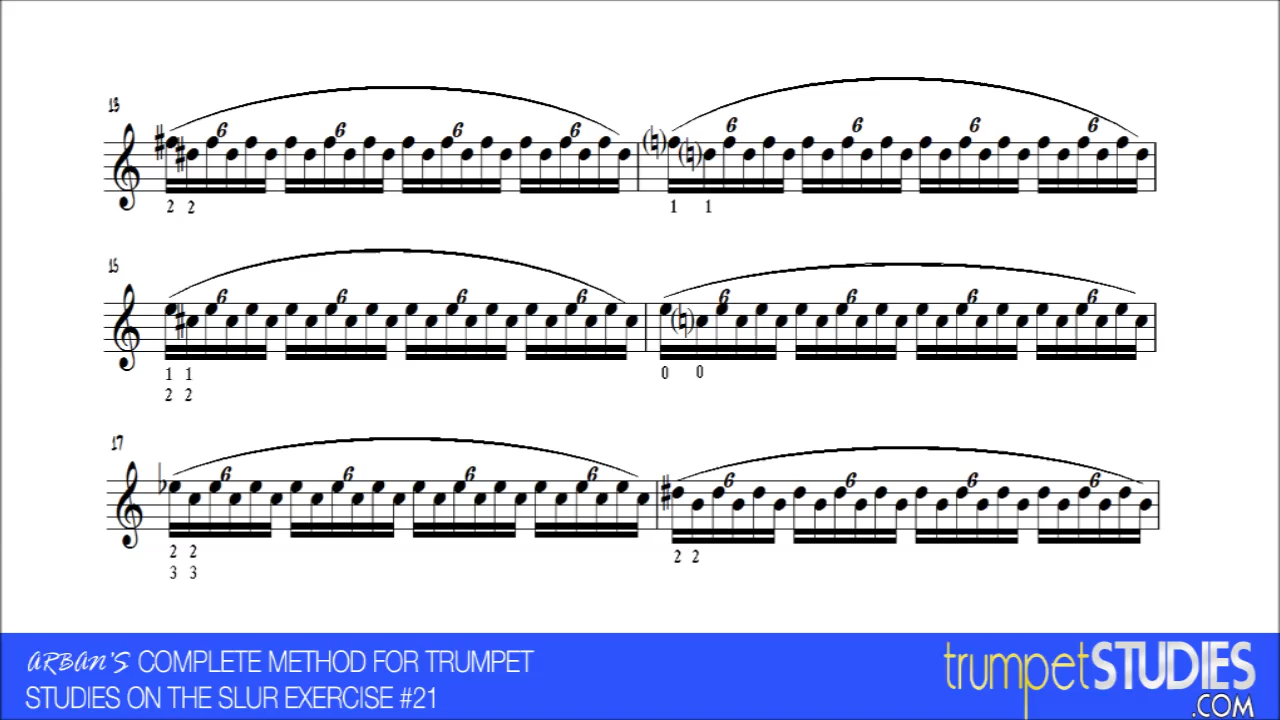 13
6 6 6 6 6 6 6 6
2 2 1 1
15
6 6 6 6 6 6 6 6
1 1 0 0
2 2
17
6 6 6 6 6 6 6 6
2 2 2 2
3 3
ARBAN'S COMPLETE METHOD FOR TRUMPET
STUDIES ON THE SLUR EXERCISE #21
trumpetSTUDIES
.COM